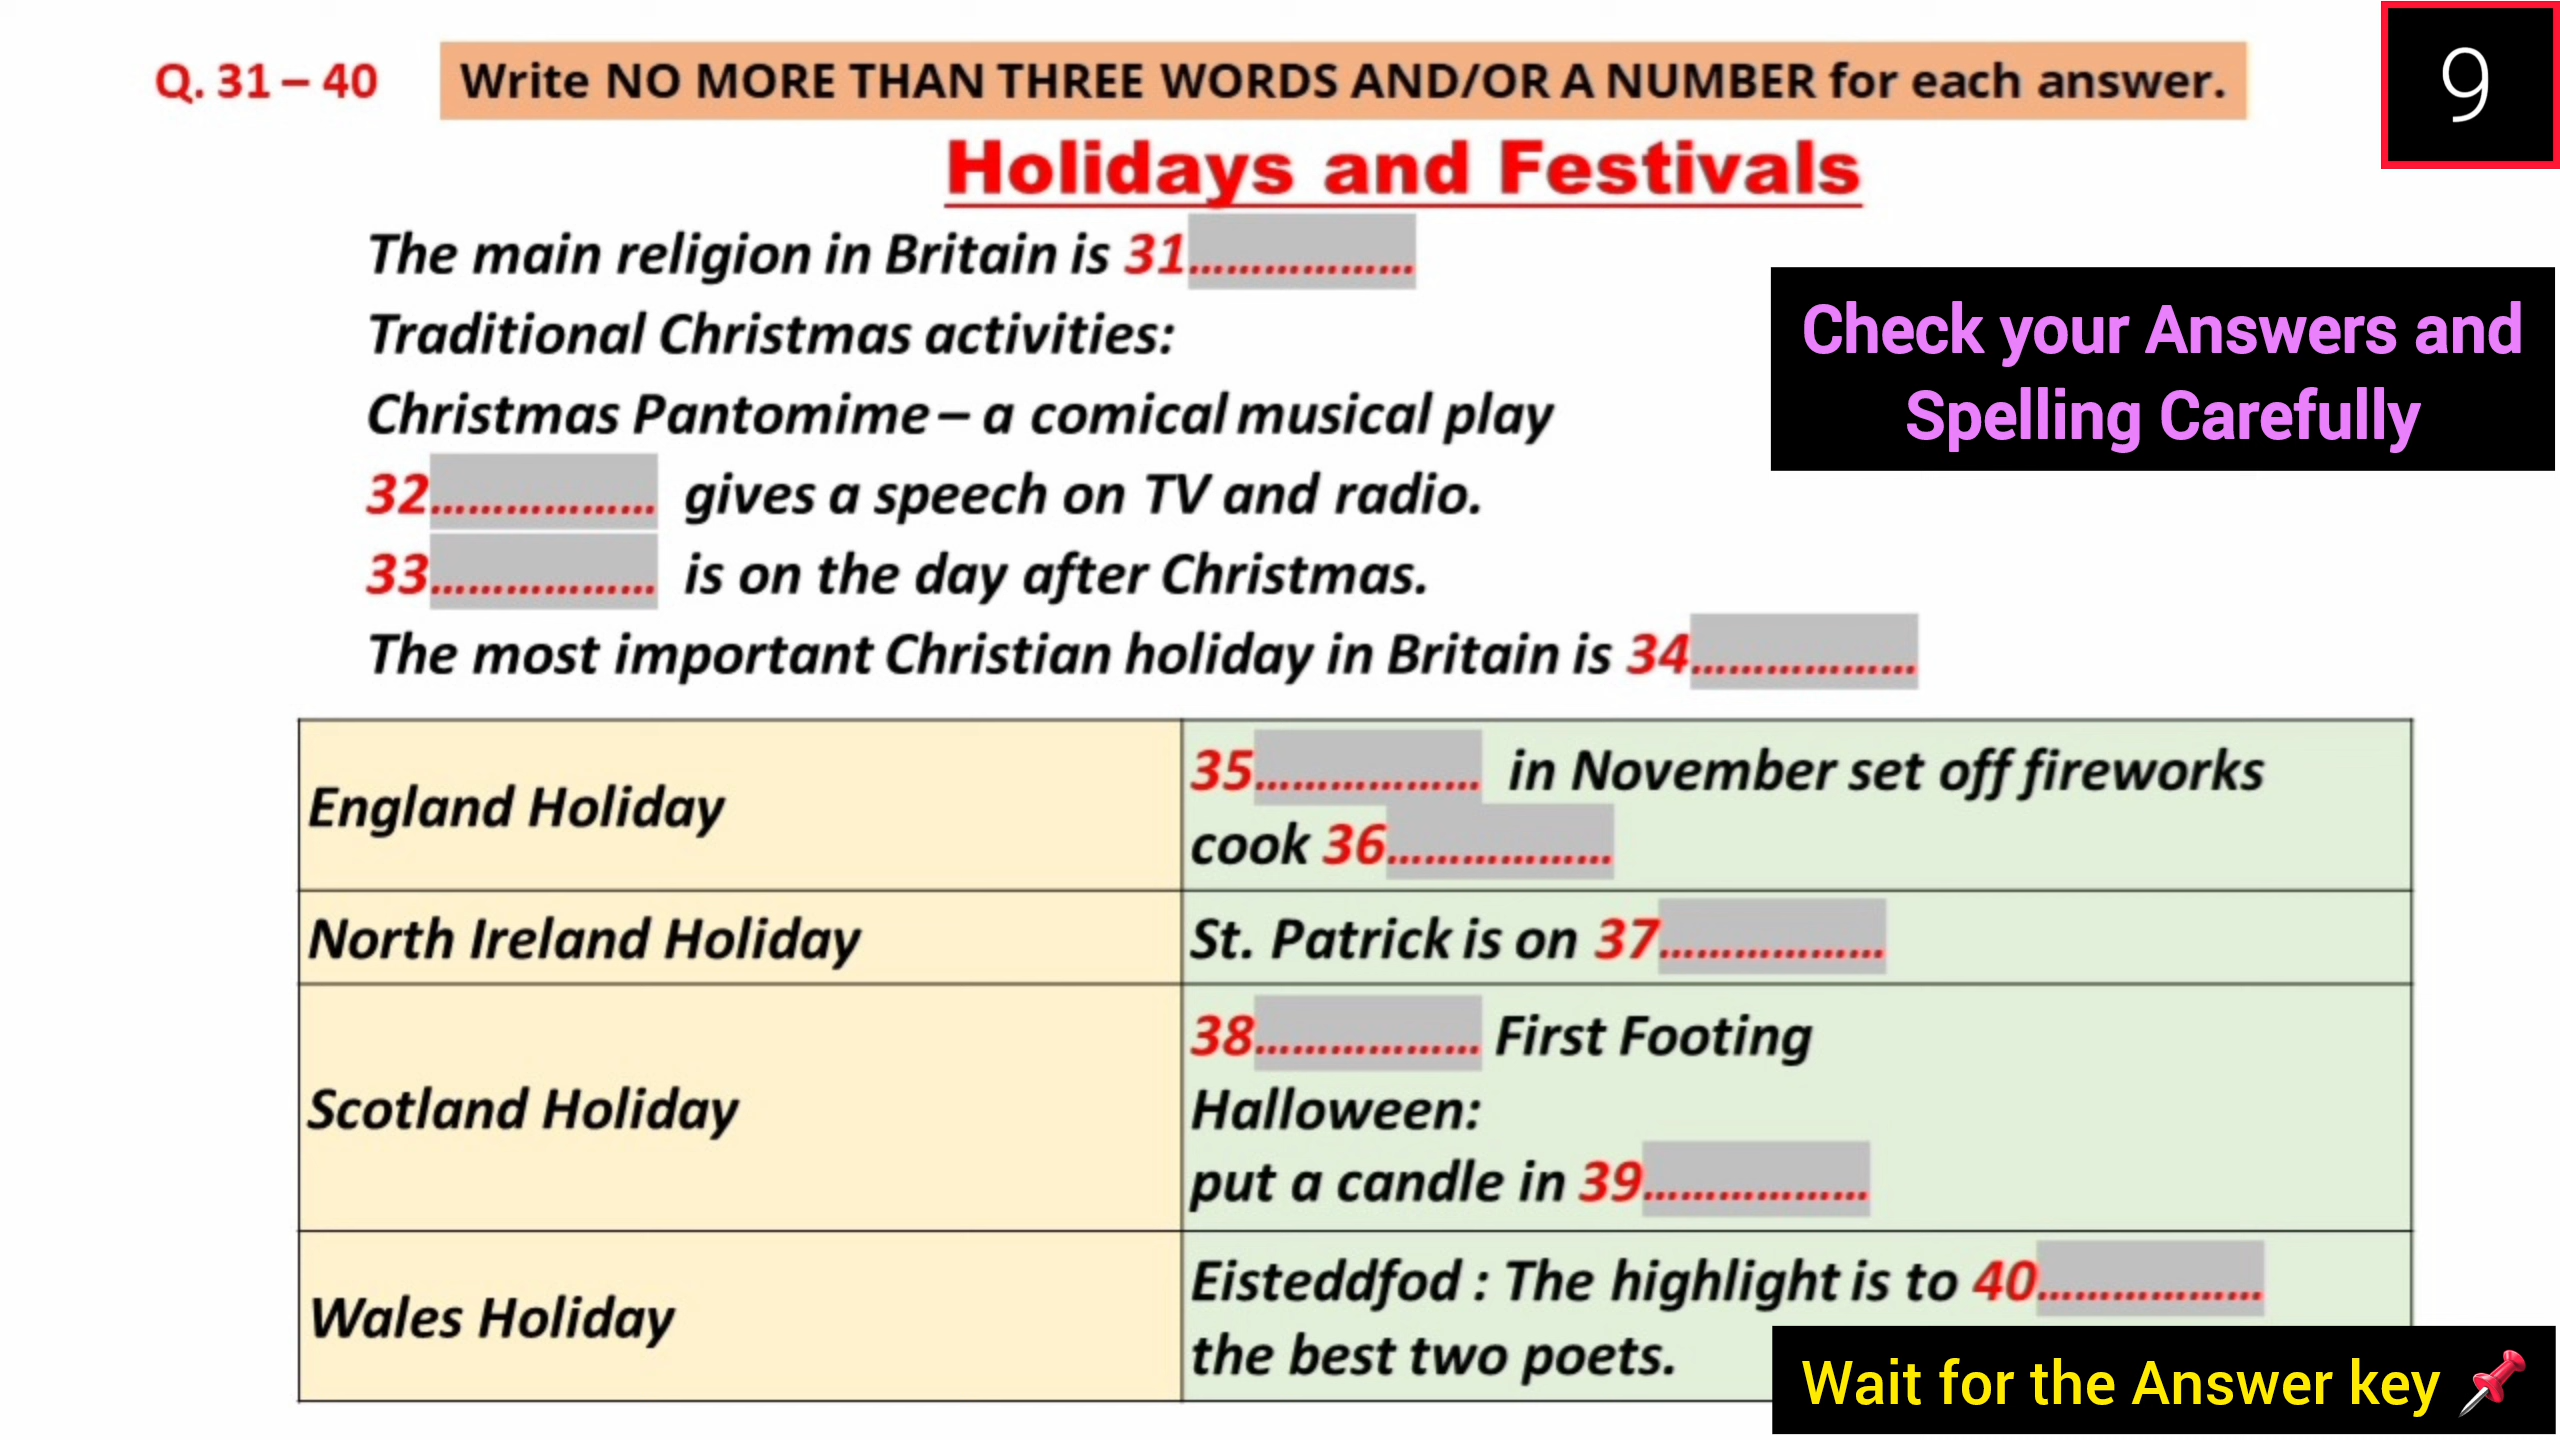 Q. 31 – 40
Write NO MORE THAN THREE WORDS AND/OR A NUMBER for each answer.
9
Holidays and Festivals
The main religion in Britain is 31..................
Traditional Christmas activities:
Christmas Pantomime – a comical musical play
32.................. gives a speech on TV and radio.
33.................. is on the day after Christmas.
The most important Christian holiday in Britain is 34..................
Check your Answers and
Spelling Carefully
England Holiday
35.................. in November set off fireworks
cook 36..................
North Ireland Holiday
St. Patrick is on 37..................
Scotland Holiday
38.................. First Footing
Halloween:
put a candle in 39..................
Wales Holiday
Eisteddfod : The highlight is to 40..................
the best two poets.
Wait for the Answer key